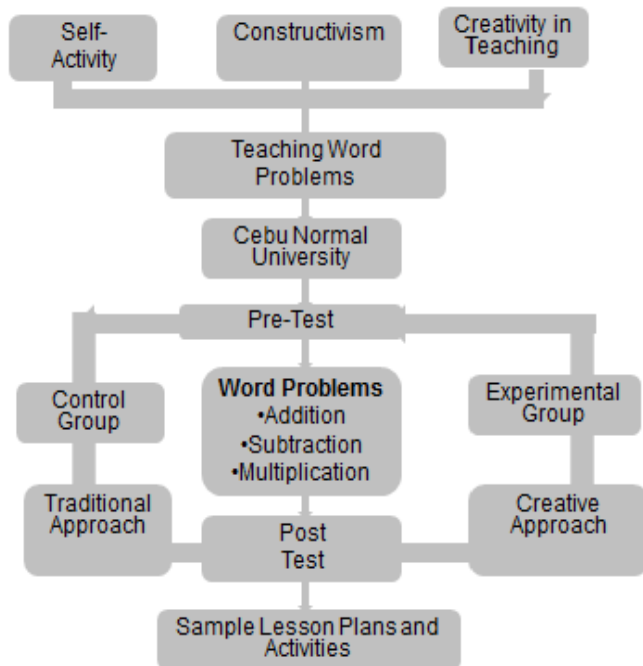 Self-
Activity
Constructivism
Creativity in
Teaching
Teaching Word
Problems
Cebu Normal
University
Pre-Test
Control
Group
Word Problems
•Addition
•Subtraction
•Multiplication
Experimental
Group
Traditional
Approach
Post
Test
Creative
Approach
Sample Lesson Plans and
Activities